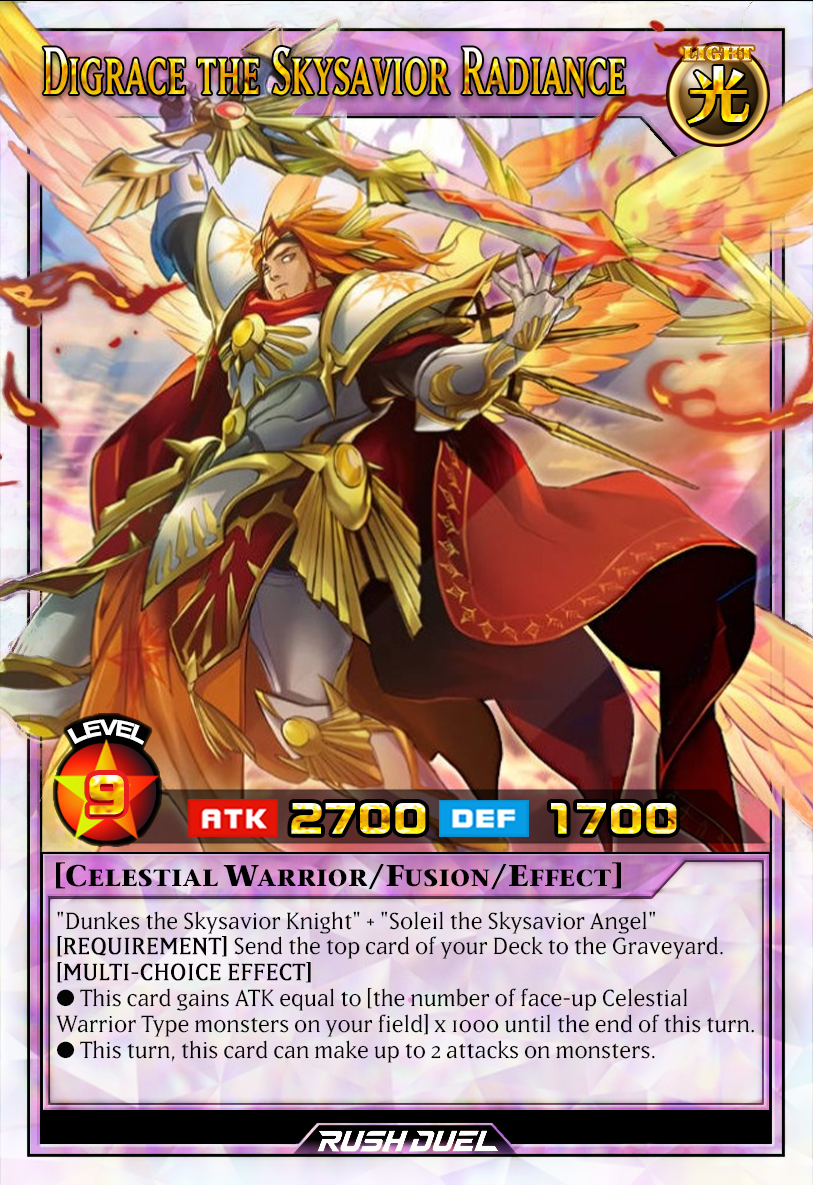 DIGRACE THE SKYSAVIOR RADIANCE
LIGHT
光
LEVEL
9
ATK 2700 DEF 1700
[CELESTIAL WARRIOR/FUSION/EFFECT]
"Dunkes the Skysavior Knight" + "Soleil the Skysavior Angel"
[REQUIREMENT] Send the top card of your Deck to the Graveyard.
[MULTI-CHOICE EFFECT]
● This card gains ATK equal to [the number of face-up Celestial
Warrior Type monsters on your field] x 1000 until the end of this turn.
● This turn, this card can make up to 2 attacks on monsters.
RUSH DUEL